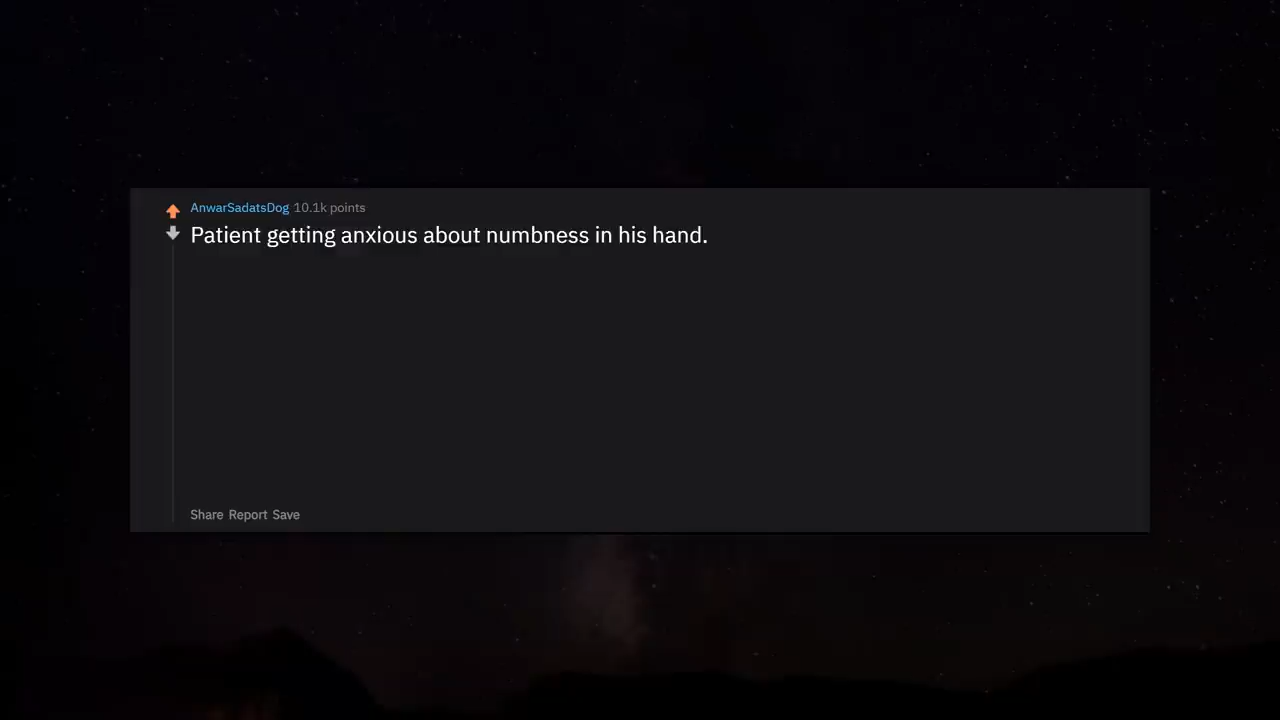 AnwarSadatsDog 10.1k points
Patient getting anxious about numbness in his hand.
Share Report Save